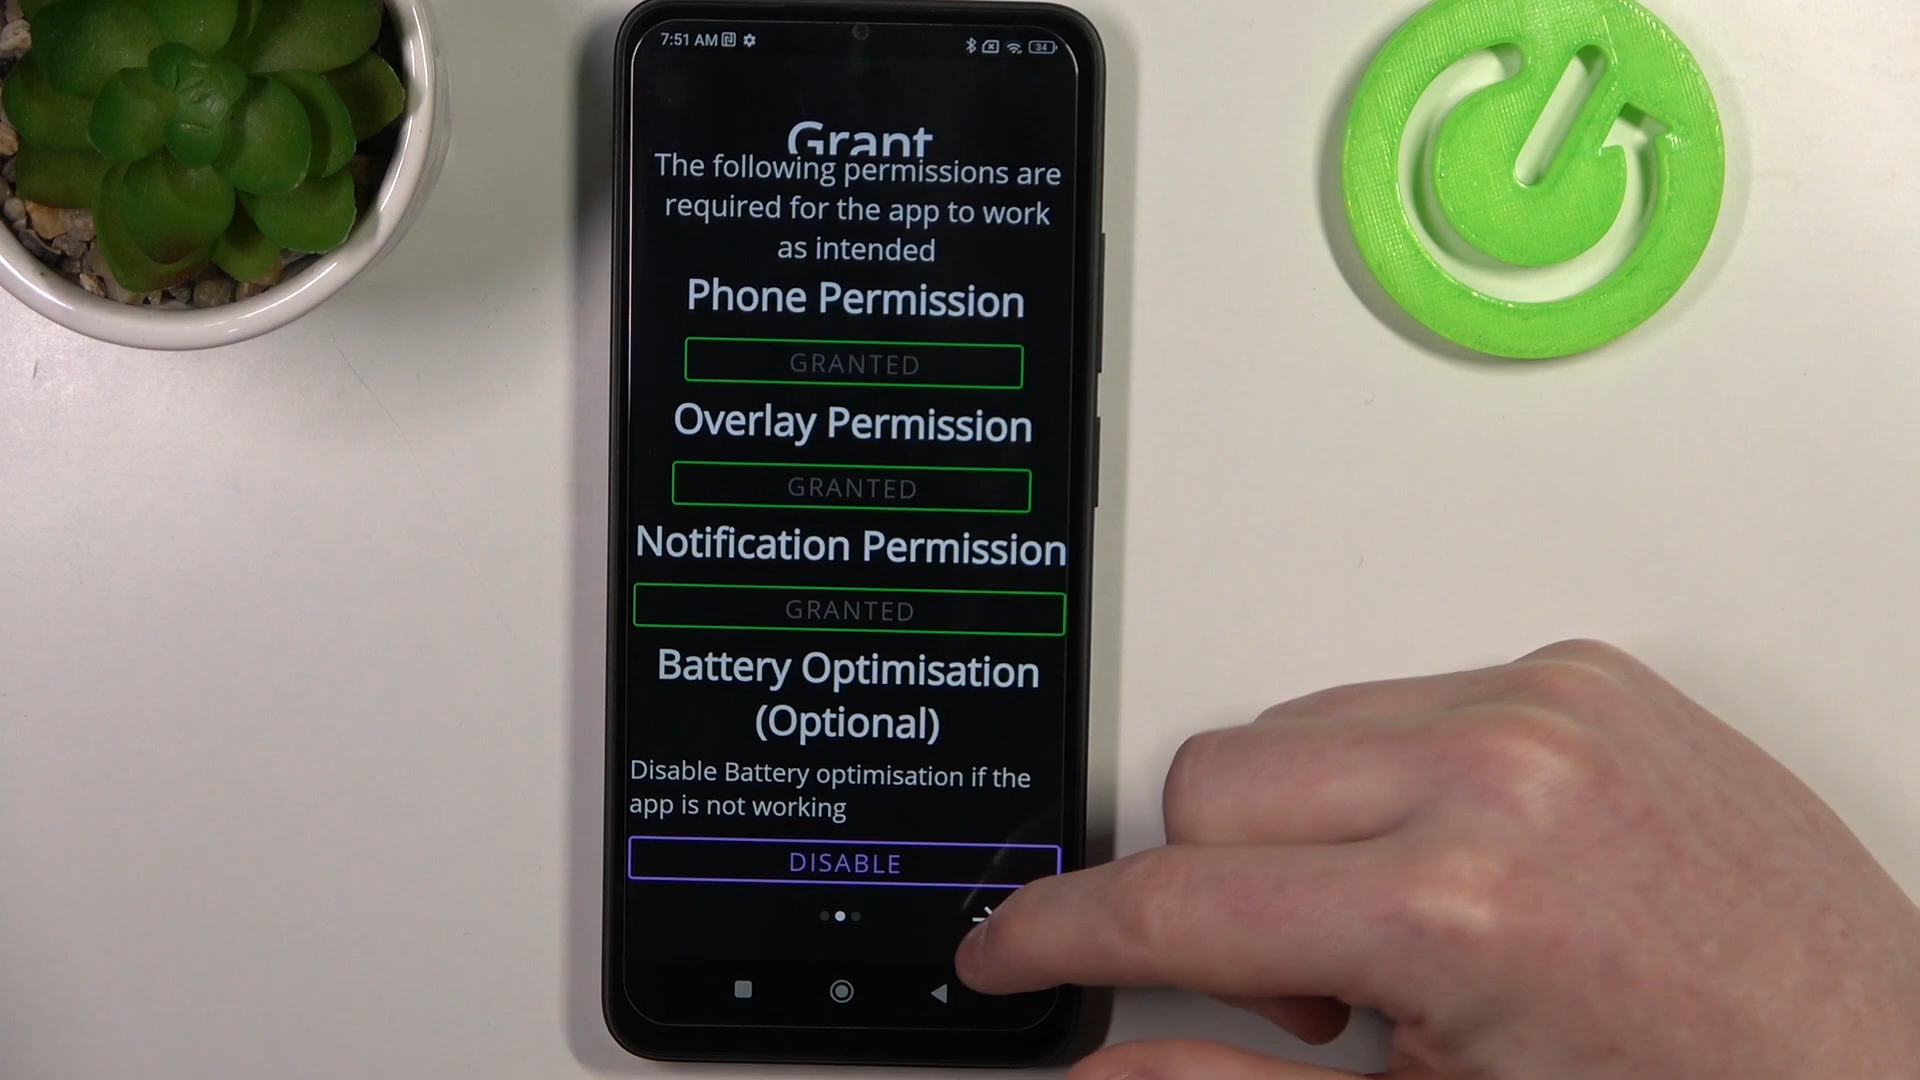 7:51 AM
34
Grant
The following permissions are
required for the app to work
as intended
Phone Permission
GRANTED
Overlay Permission
GRANTED
Notification Permission
GRANTED
Battery Optimisation
(Optional)
Disable Battery optimisation if the
app is not working
DISABLE